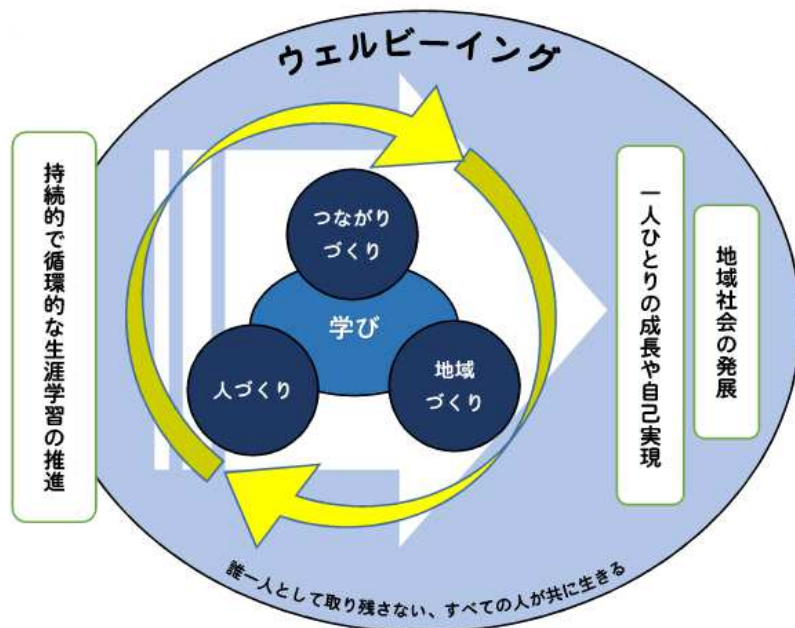 ウェルビーイング
持続的で循環的な生涯学習の推進
つながり
づくり
学び
人づくり
地域
づくり
一人ひとりの成長や自己実現
地域社会の発展
誰一人として取り残さない、すべての人が共に生きる